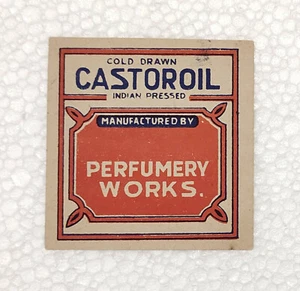 COLD DRAWN
CASTOROIL
INDIAN PRESSED
MANUFACTURED BY
PERFUMERY
WORKS.